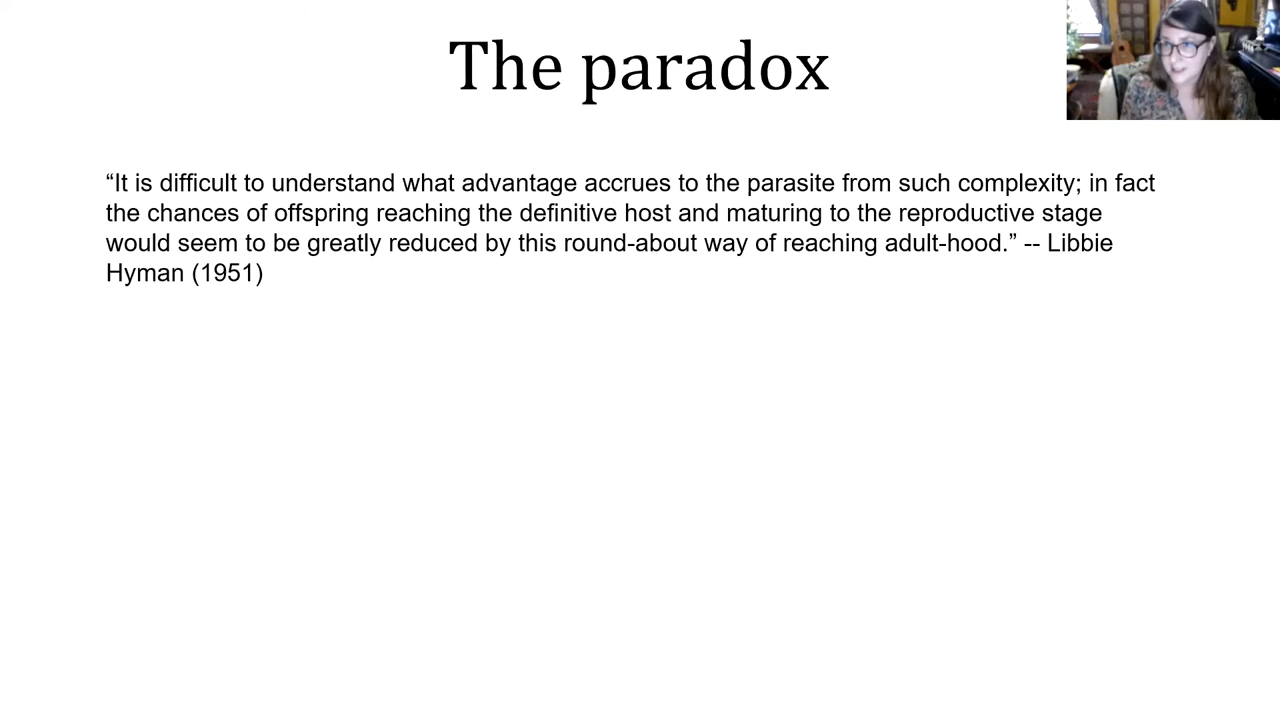 The paradox
“It is difficult to understand what advantage accrues to the parasite from such complexity; in fact
the chances of offspring reaching the definitive host and maturing to the reproductive stage
would seem to be greatly reduced by this round-about way of reaching adult-hood.” -- Libbie
Hyman (1951)